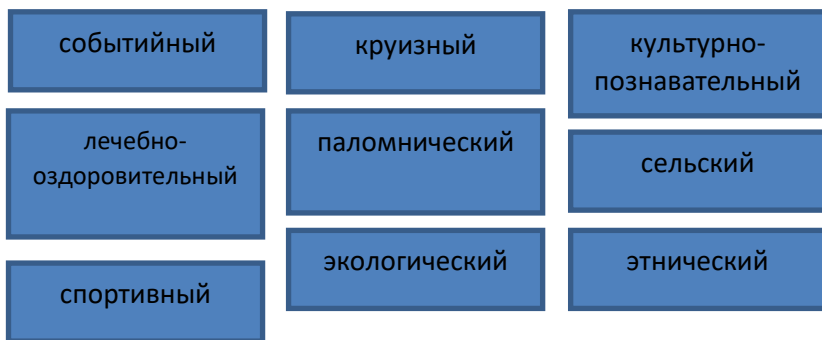 событийный
круизный
культурно-
познавательный
лечебно-
оздоровительный
паломнический
сельский
спортивный
экологический
этнический